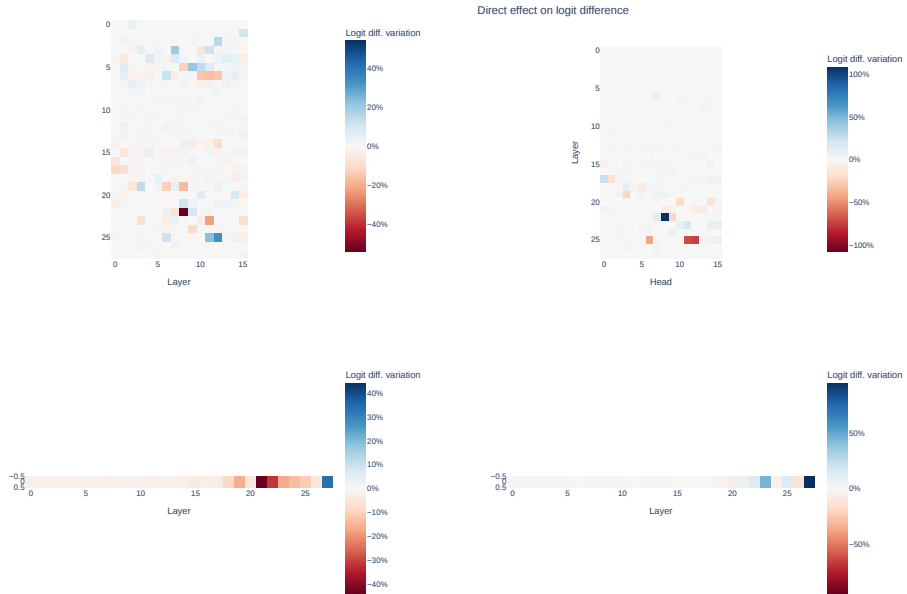 Direct effect on logit difference
Logit diff. variation
0
5
10
15
20
25
0 5 10 15
Layer
40%
20%
0%
−20%
−40%
Logit diff. variation
Layer
0
5
10
15
20
25
0 5 10 15
Head
100%
50%
0%
−50%
−100%
Logit diff. variation
−0.5
0
0.5
0 5 10 15 20 25
Layer
40%
30%
20%
10%
0%
−10%
−20%
−30%
−40%
Logit diff. variation
−0.5
0
0.5
0 5 10 15 20 25
Layer
50%
0%
−50%